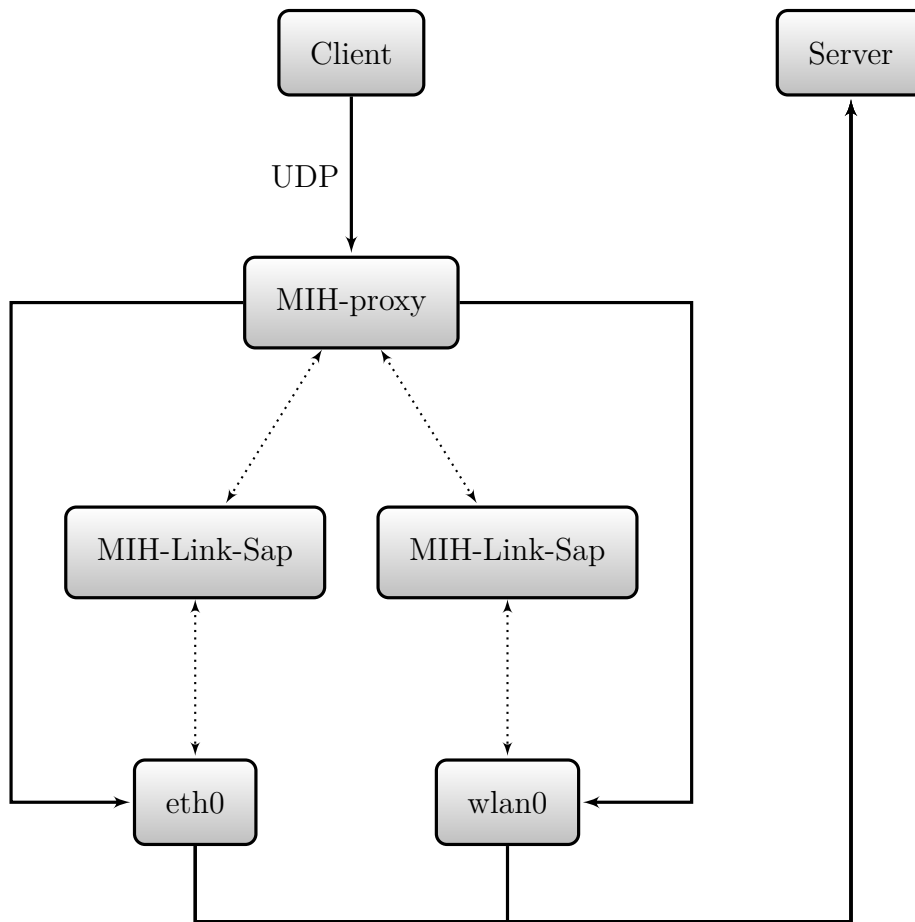 Client
Server
UDP
MIH-proxy
MIH-Link-Sap
MIH-Link-Sap
eth0
wlan0